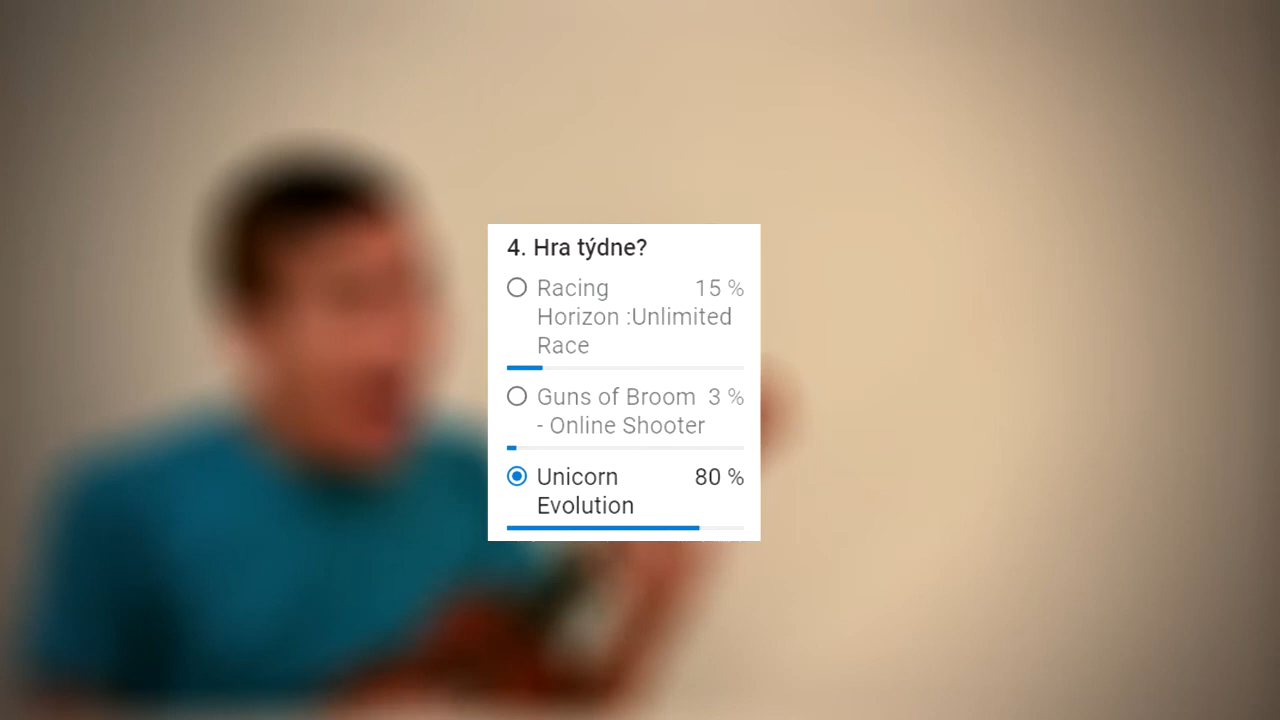 4. Hra týdne?
Racing 15 %
Horizon :Unlimited
Race
Guns of Broom 3 %
- Online Shooter
Unicorn 80 %
Evolution